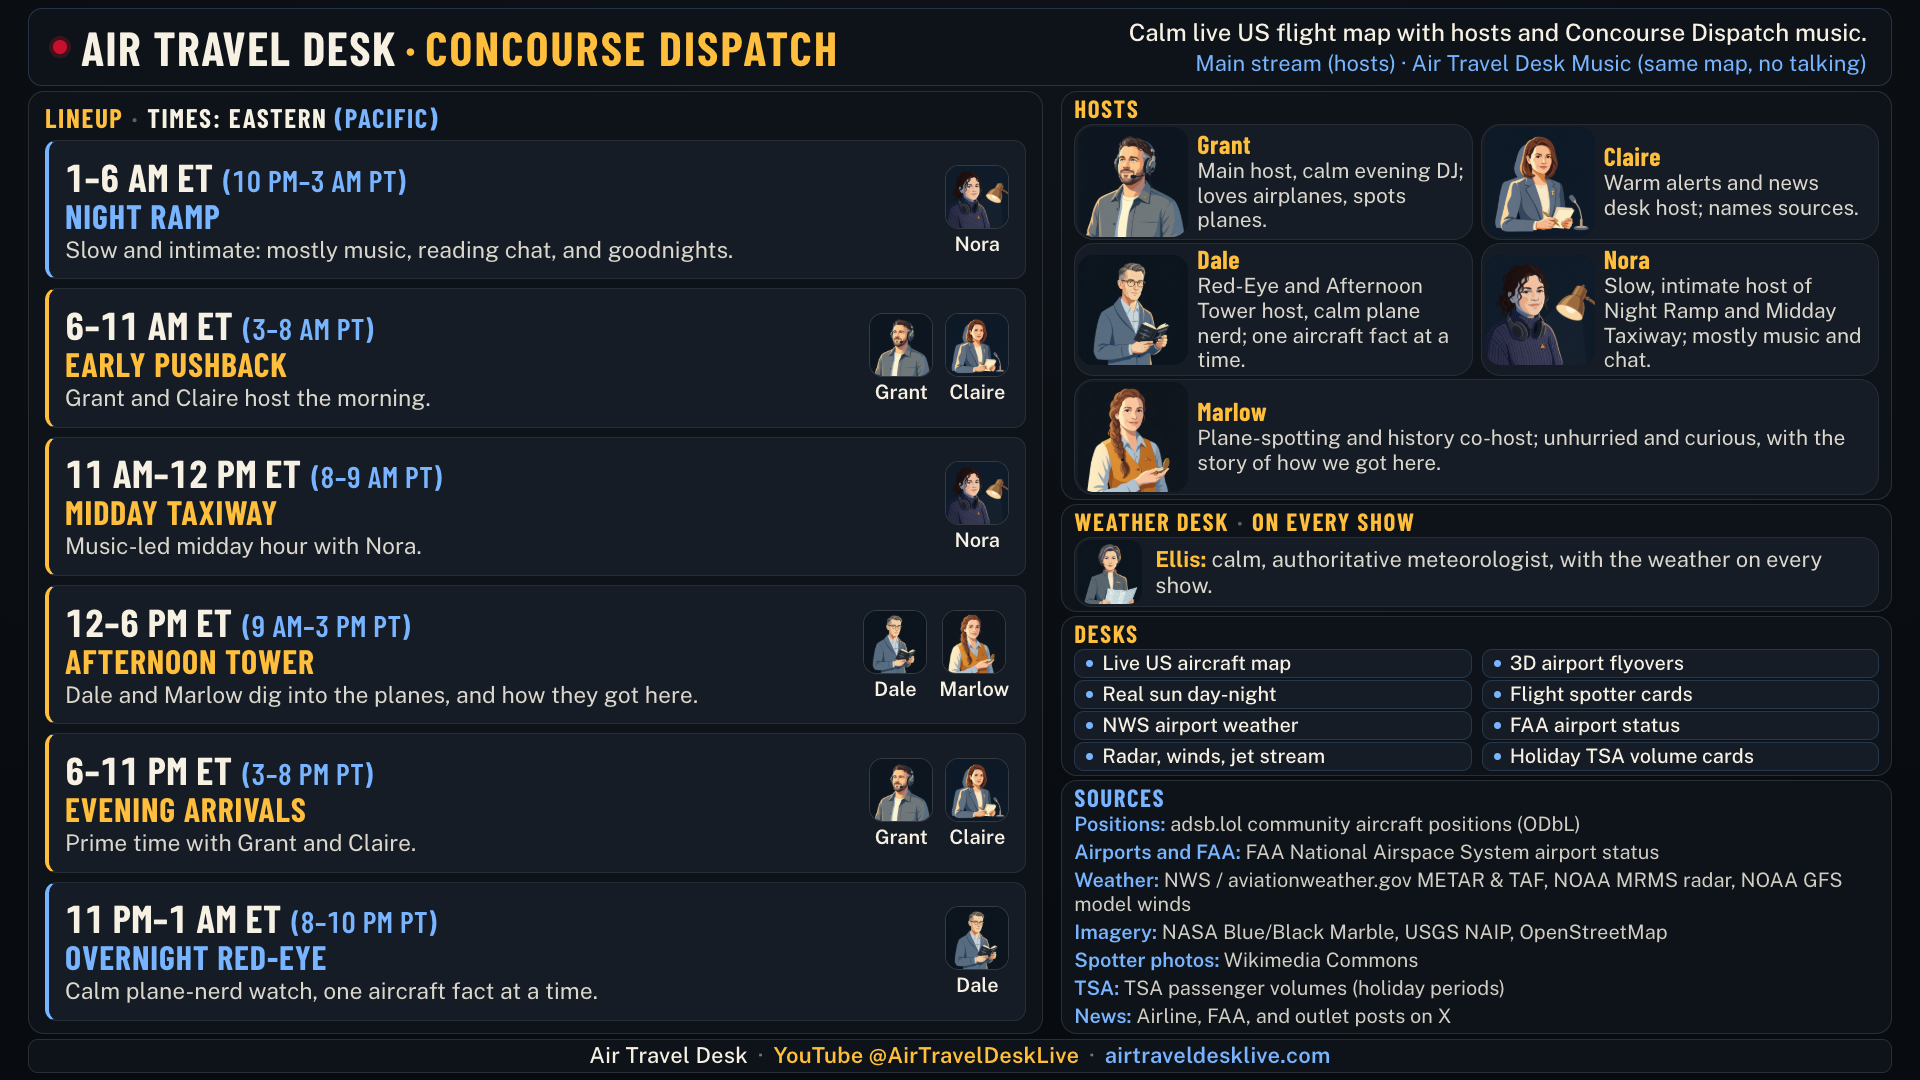 AIR TRAVEL DESK · CONCOURSE DISPATCH
Calm live US flight map with hosts and Concourse Dispatch music.
Main stream (hosts) · Air Travel Desk Music (same map, no talking)
LINEUP · TIMES: EASTERN (PACIFIC)
1–6 AM ET (10 PM–3 AM PT)
NIGHT RAMP
Slow and intimate: mostly music, reading chat, and goodnights.
Nora
6–11 AM ET (3–8 AM PT)
EARLY PUSHBACK
Grant and Claire host the morning.
Grant
Claire
11 AM–12 PM ET (8–9 AM PT)
MIDDAY TAXIWAY
Music-led midday hour with Nora.
Nora
12–6 PM ET (9 AM–3 PM PT)
AFTERNOON TOWER
Dale and Marlow dig into the planes, and how they got here.
Dale
Marlow
6–11 PM ET (3–8 PM PT)
EVENING ARRIVALS
Prime time with Grant and Claire.
Grant
Claire
11 PM–1 AM ET (8–10 PM PT)
OVERNIGHT RED-EYE
Calm plane-nerd watch, one aircraft fact at a time.
Dale
HOSTS
Grant
Main host, calm evening DJ;
loves airplanes, spots
planes.
Claire
Warm alerts and news
desk host; names sources.
Dale
Red-Eye and Afternoon
Tower host, calm plane
nerd; one aircraft fact at a
time.
Nora
Slow, intimate host of
Night Ramp and Midday
Taxiway; mostly music and
chat.
Marlow
Plane-spotting and history co-host; unhurried and curious, with the
story of how we got here.
WEATHER DESK · ON EVERY SHOW
Ellis: calm, authoritative meteorologist, with the weather on every
show.
DESKS
Live US aircraft map
3D airport flyovers
Real sun day-night
Flight spotter cards
NWS airport weather
FAA airport status
Radar, winds, jet stream
Holiday TSA volume cards
SOURCES
Positions: adsb.lol community aircraft positions (ODbL)
Airports and FAA: FAA National Airspace System airport status
Weather: NWS / aviationweather.gov METAR & TAF, NOAA MRMS radar, NOAA GFS
model winds
Imagery: NASA Blue/Black Marble, USGS NAIP, OpenStreetMap
Spotter photos: Wikimedia Commons
TSA: TSA passenger volumes (holiday periods)
News: Airline, FAA, and outlet posts on X
Air Travel Desk · YouTube @AirTravelDeskLive · airtraveldesklive.com